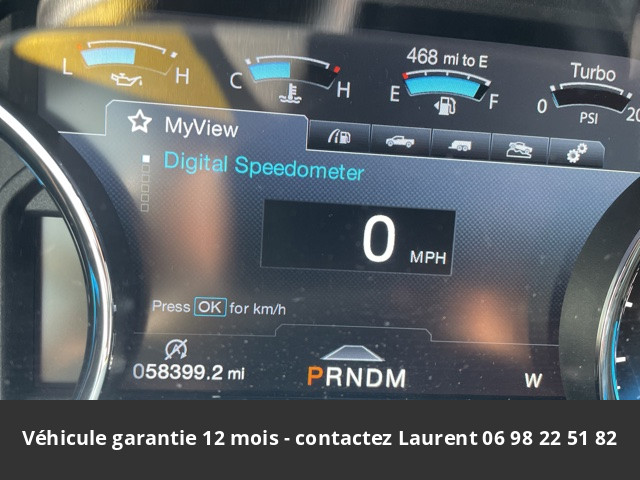 468 mi to E
L H
C H
E F
Turbo
0 20
PSI
MyView
Digital Speedometer
0 MPH
Press OK for km/h
058399.2 mi
PRNDM
W
Véhicule garantie 12 mois - contactez Laurent 06 98 22 51 82